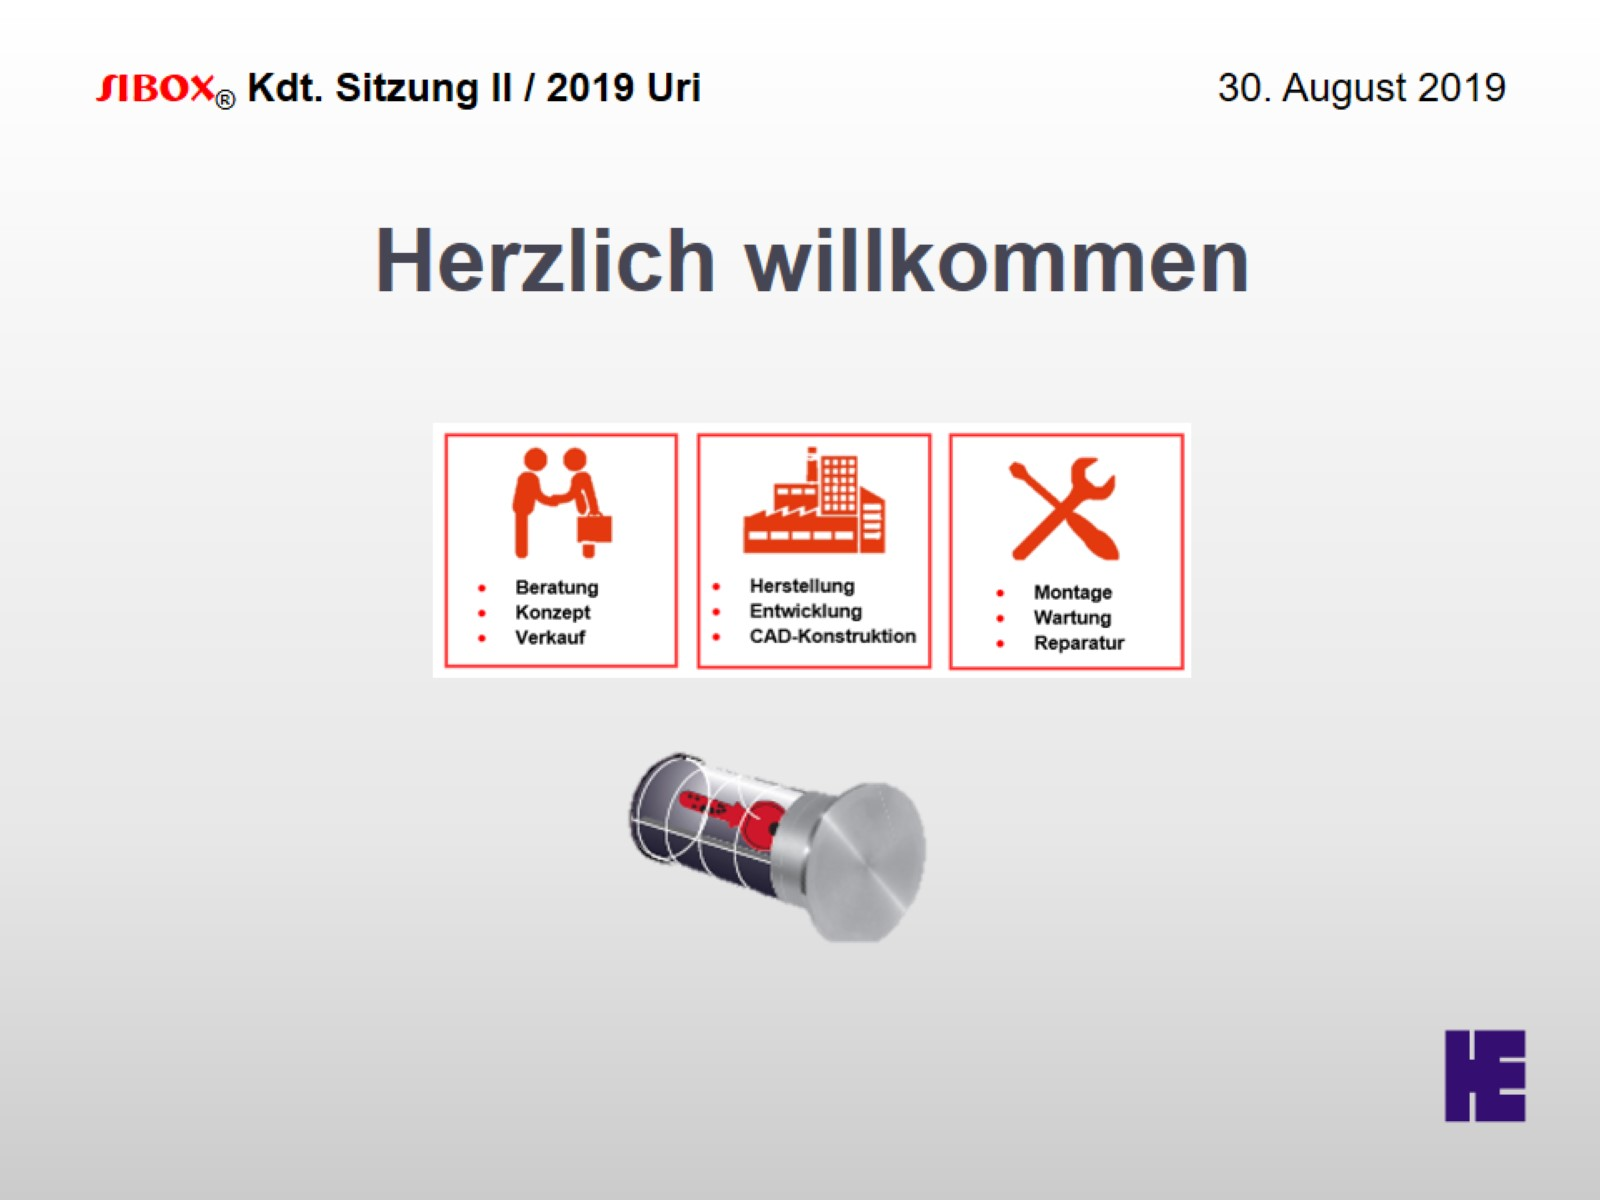 SIBOX® Kdt. Sitzung II / 2019 Uri
30. August 2019
Herzlich willkommen
• Beratung
• Konzept
• Verkauf
• Herstellung
• Entwicklung
• CAD-Konstruktion
• Montage
• Wartung
• Reparatur
HE